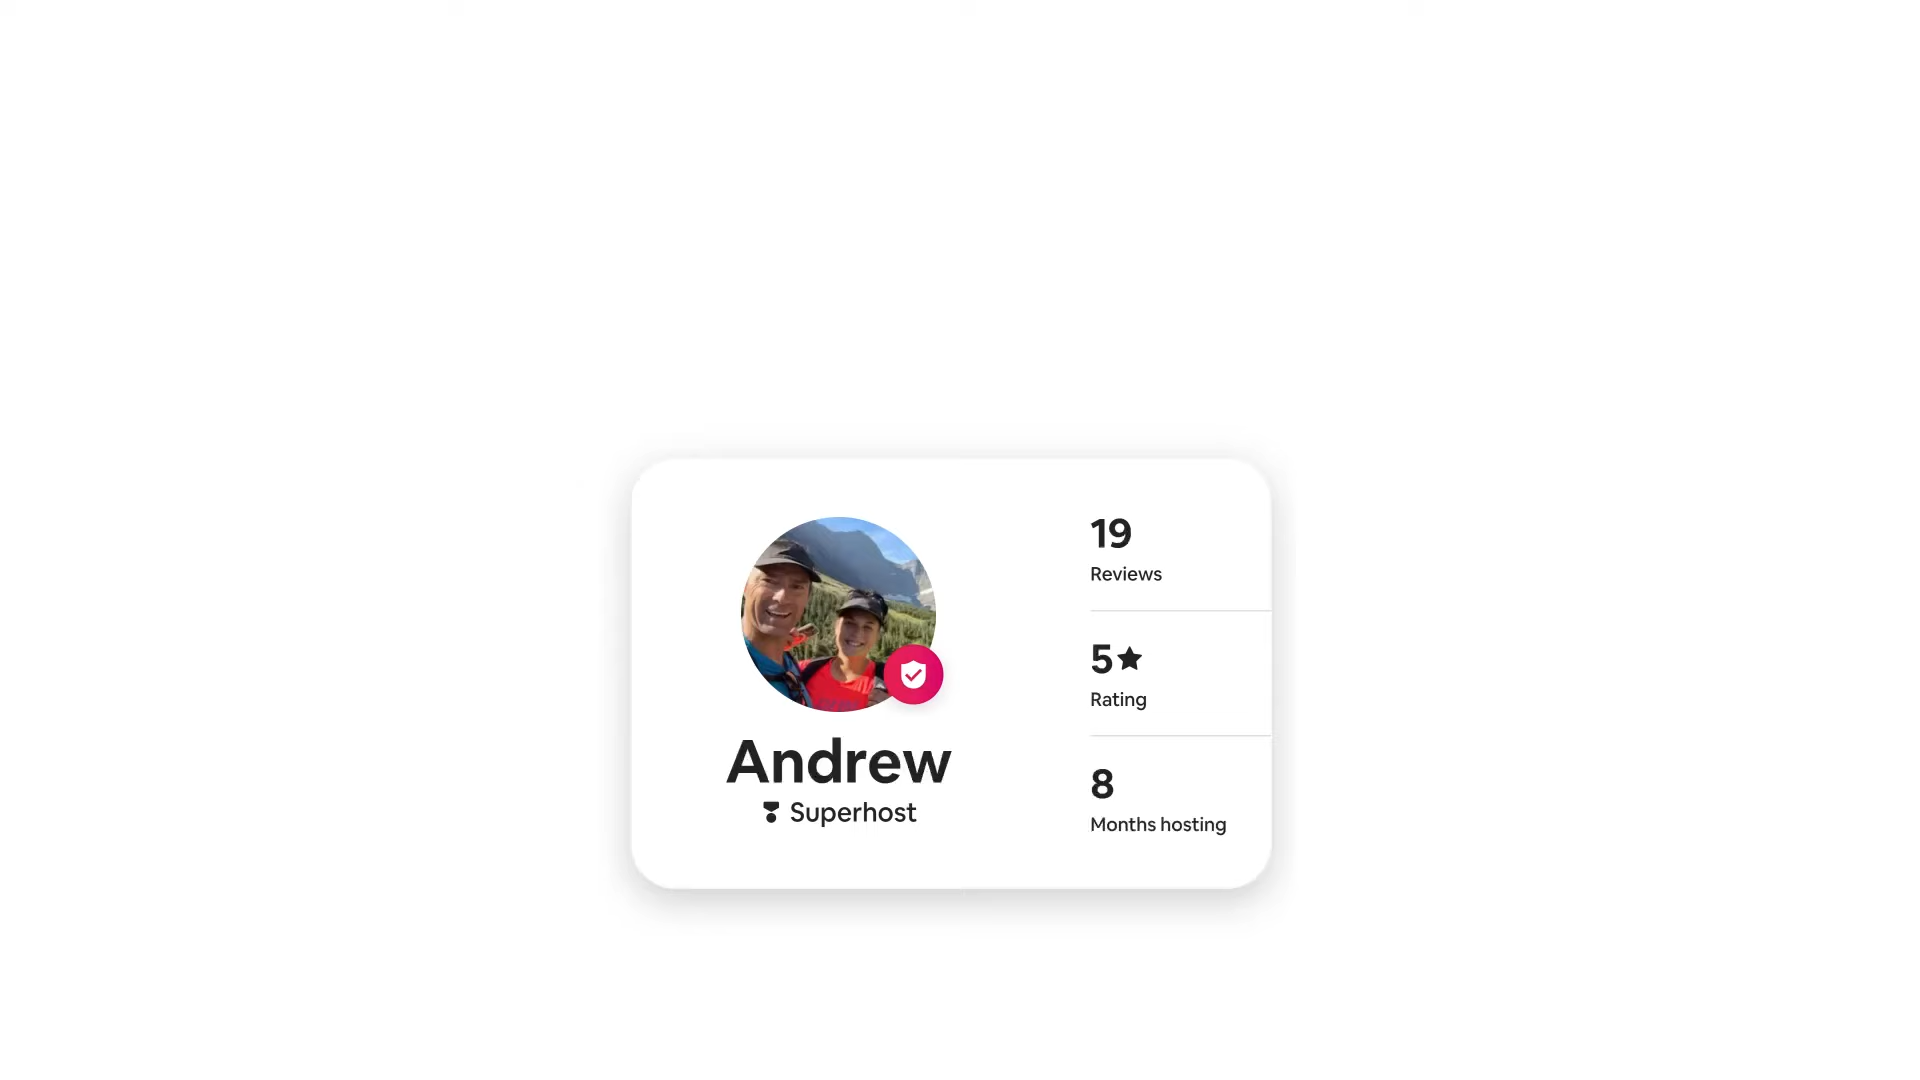 19
Reviews
5★
Rating
8
Months hosting
Andrew
Superhost